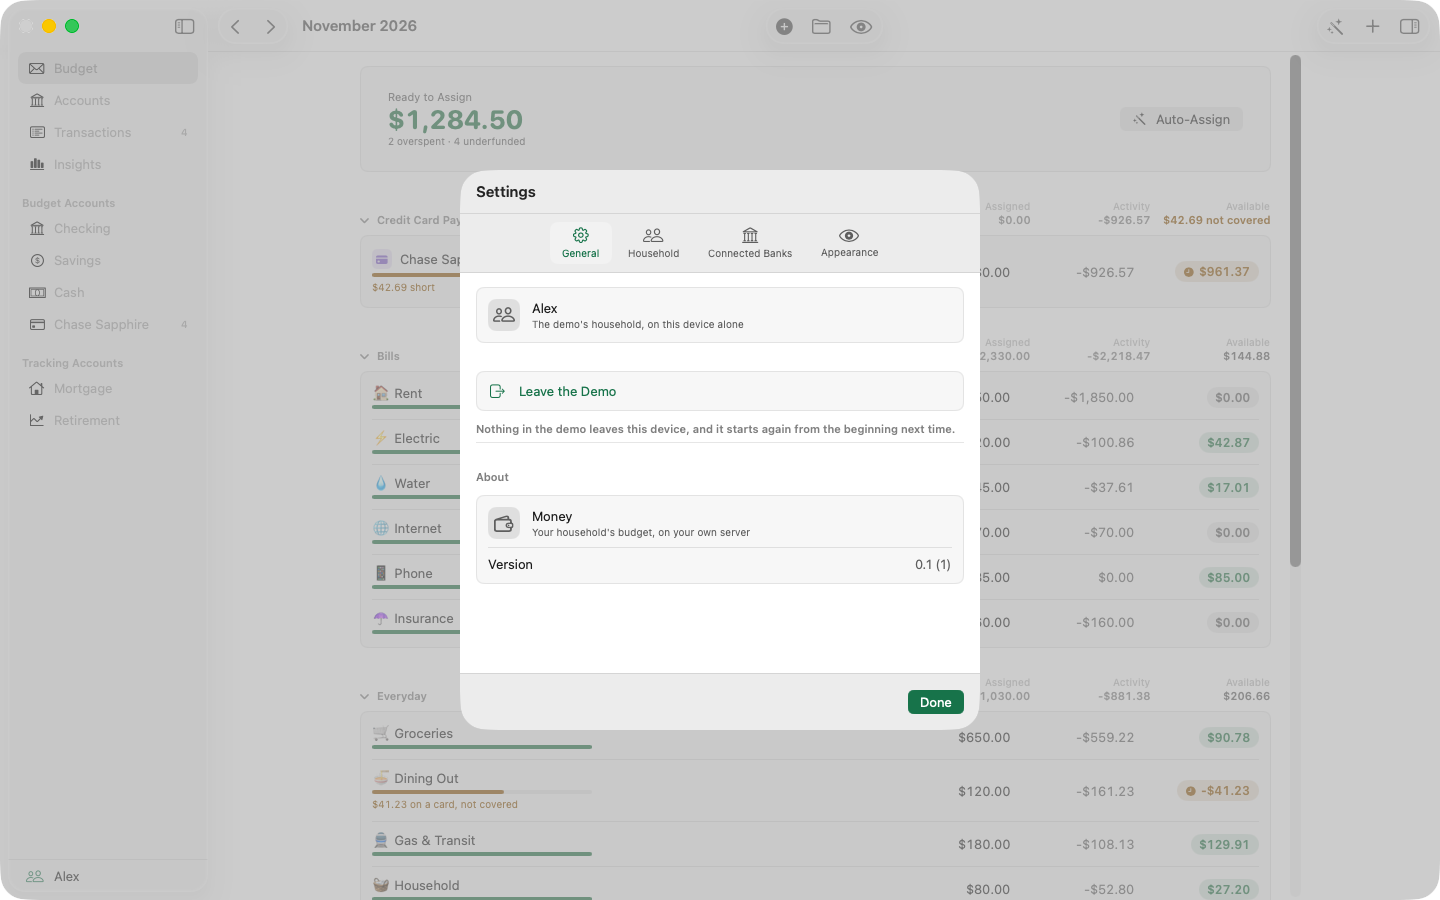 November 2026
Budget
Accounts
Transactions 4
Insights
Budget Accounts
Checking
Savings
Cash
Chase Sapphire 4
Tracking Accounts
Mortgage
Retirement
Alex
Ready to Assign
$1,284.50
2 overspent · 4 underfunded
Auto-Assign
Credit Card Pay
Assigned Activity Available
$0.00 -$926.57 $42.69 not covered
Chase Sap
$42.69 short
-$926.57 $961.37
Bills
Assigned Activity Available
-$2,218.47 $144.88
Rent -$1,850.00 $0.00
Electric -$100.86 $42.87
Water -$37.61 $17.01
Internet -$70.00 $0.00
Phone $0.00 $85.00
Insurance -$160.00 $0.00
Everyday
Assigned Activity Available
-$881.38 $206.66
Groceries $650.00 -$559.22 $90.78
Dining Out $120.00 -$161.23 -$41.23
$41.23 on a card, not covered
Gas & Transit $180.00 -$108.13 $129.91
Household $80.00 -$52.80 $27.20
Settings
General Household Connected Banks Appearance
Alex
The demo's household, on this device alone
Leave the Demo
Nothing in the demo leaves this device, and it starts again from the beginning next time.
About
Money
Your household's budget, on your own server
Version 0.1 (1)
Done